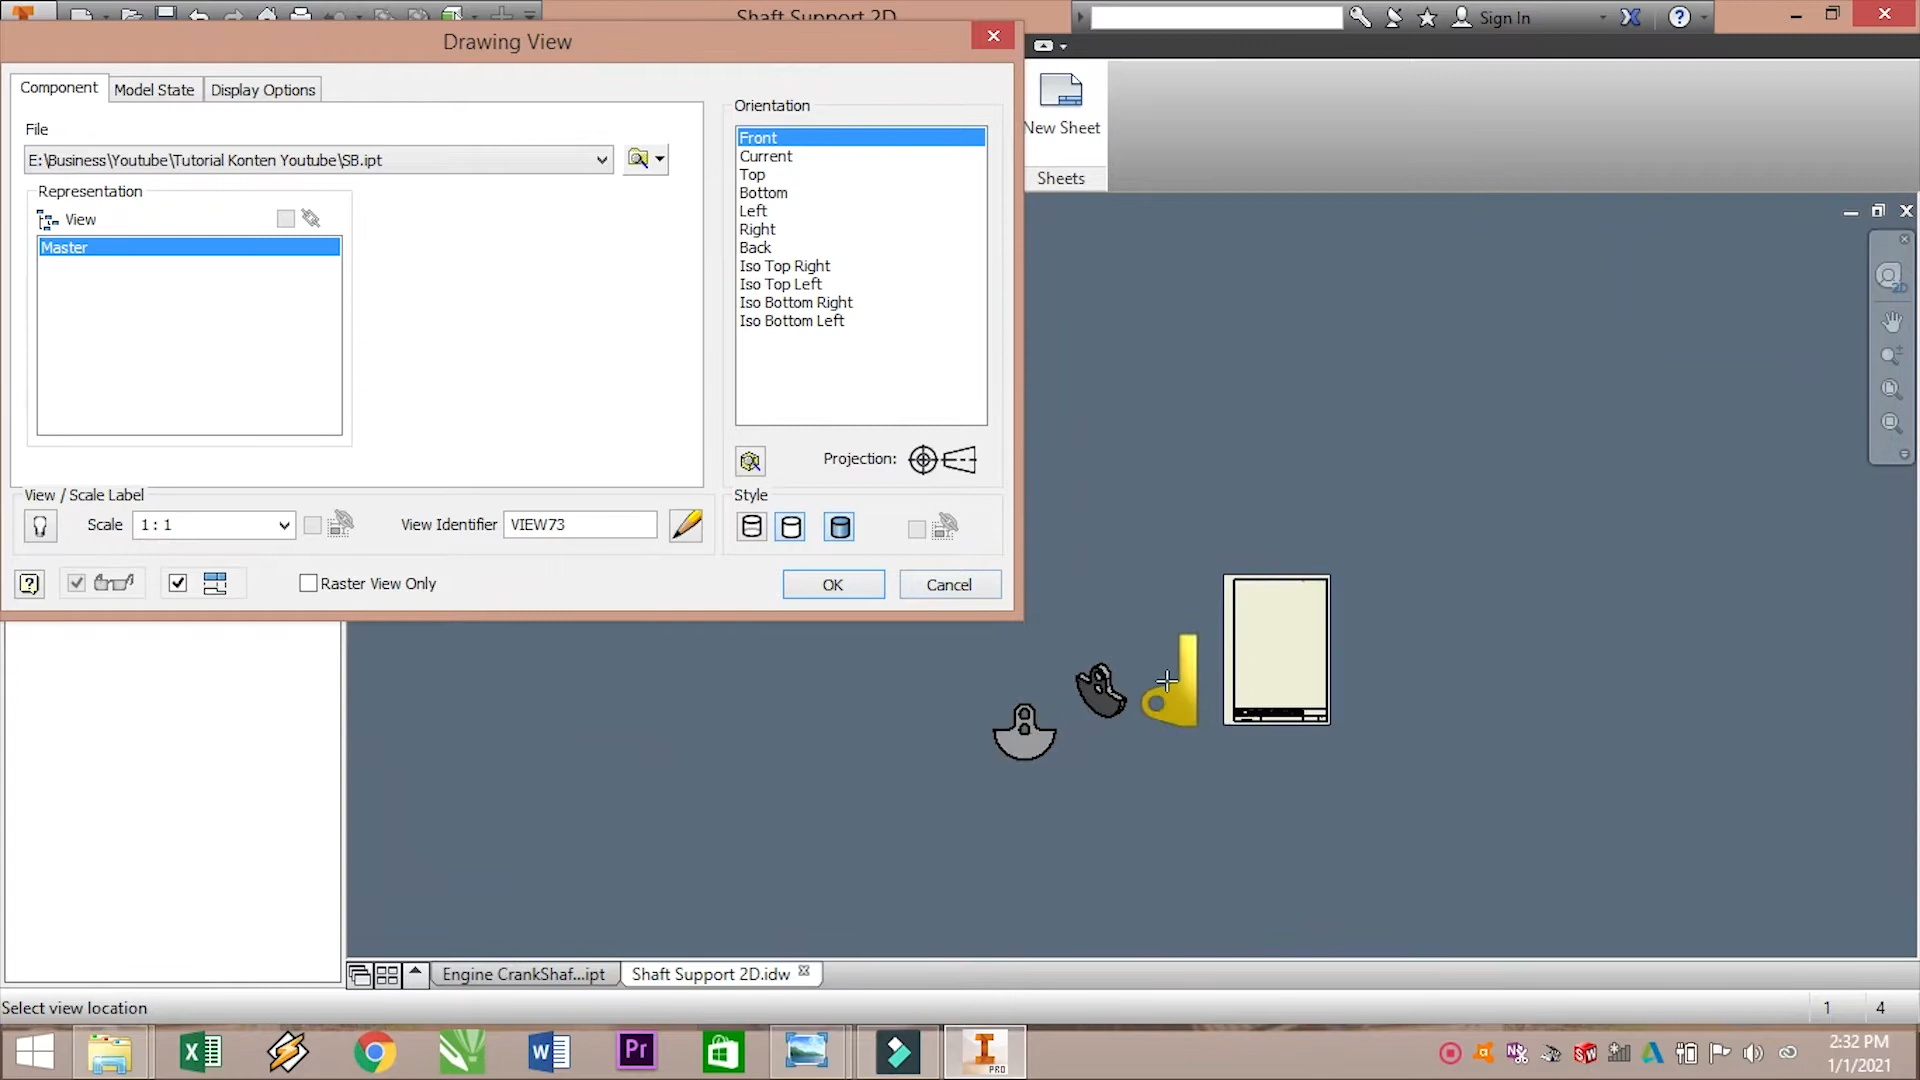 Shaft Support 2D
Sign In
Drawing View
Component
Model State
Display Options
File
E:\Business\Youtube\Tutorial Konten Youtube\SB.ipt
Representation
View
Master
Orientation
Front
Current
Top
Bottom
Left
Right
Back
Iso Top Right
Iso Top Left
Iso Bottom Right
Iso Bottom Left
Projection:
View / Scale Label
Scale
1 : 1
View Identifier
VIEW73
Style
Raster View Only
OK
Cancel
New Sheet
Sheets
2D
Engine CrankShaf...ipt
Shaft Support 2D.idw
Select view location
1
4
Pr
PRO
2:32 PM
1/1/2021